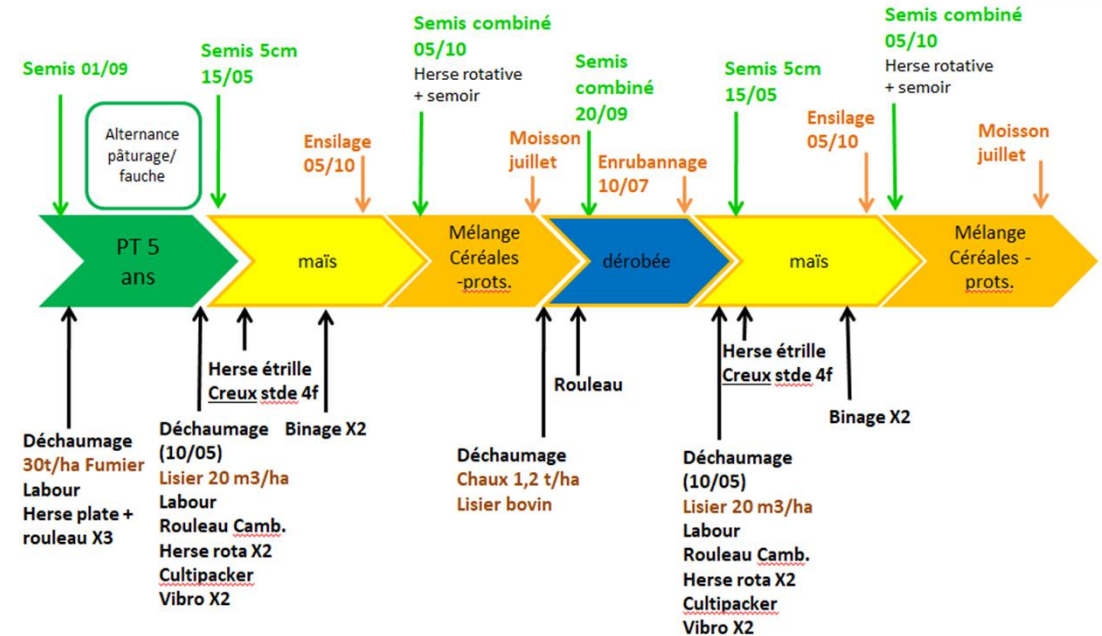 Semis 01/09
Alternance
pâturage/
fauche
Semis 5cm
15/05
Ensilage
05/10
Semis combiné
05/10
Herse rotative
+ semoir
Moisson
juillet
Semis
combiné
20/09
Enrubannage
10/07
Semis 5cm
15/05
Ensilage
05/10
Semis combiné
05/10
Herse rotative
+ semoir
Moisson
juillet
PT 5
ans
maïs
Mélange
Céréales
-prots.
dérobée
maïs
Mélange
Céréales -
prots.
Déchaumage
30t/ha Fumier
Labour
Herse plate +
rouleau X3
Déchaumage
(10/05)
Lisier 20 m3/ha
Labour
Rouleau Camb.
Herse rota X2
Cultipacker
Vibro X2
Herse étrille
Creux stde 4f
Binage X2
Déchaumage
Chaux 1,2 t/ha
Lisier bovin
Rouleau
Déchaumage
(10/05)
Lisier 20 m3/ha
Labour
Rouleau Camb.
Herse rota X2
Cultipacker
Vibro X2
Herse étrille
Creux stde 4f
Binage X2